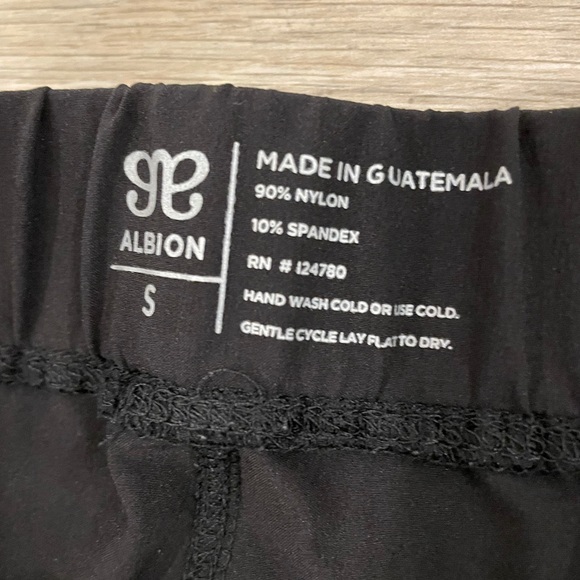 ALBION
S
MADE IN GUATEMALA
90% NYLON
10% SPANDEX
RN # 124780
HAND WASH COLD OR USE COLD.
GENTLE CYCLE LAY FLAT TO DRY.